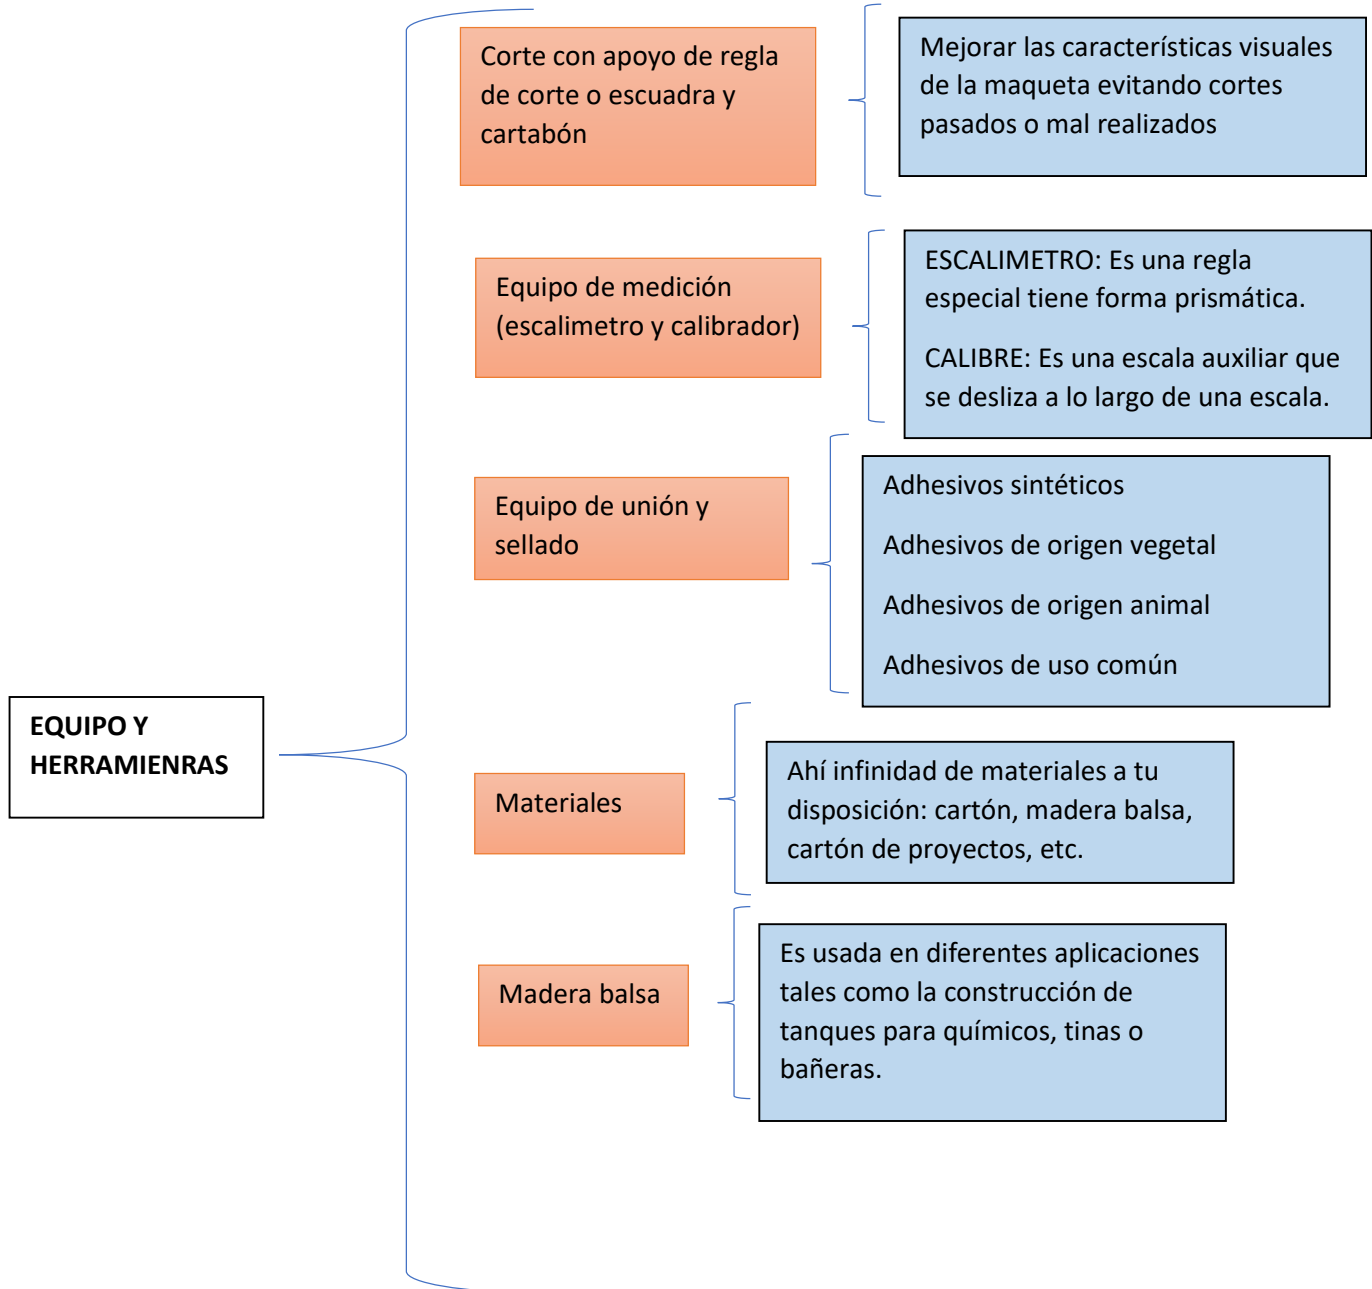 Corte con apoyo de regla
de corte o escuadra y
cartabón
Mejorar las características visuales
de la maqueta evitando cortes
pasados o mal realizados
Equipo de medición
(escalimetro y calibrador)
ESCALIMETRO: Es una regla
especial tiene forma prismática.
CALIBRE: Es una escala auxiliar que
se desliza a lo largo de una escala.
Equipo de unión y
sellado
Adhesivos sintéticos
Adhesivos de origen vegetal
Adhesivos de origen animal
Adhesivos de uso común
EQUIPO Y
HERRAMIENRAS
Materiales
Ahí infinidad de materiales a tu
disposición: cartón, madera balsa,
cartón de proyectos, etc.
Madera balsa
Es usada en diferentes aplicaciones
tales como la construcción de
tanques para químicos, tinas o
bañeras.